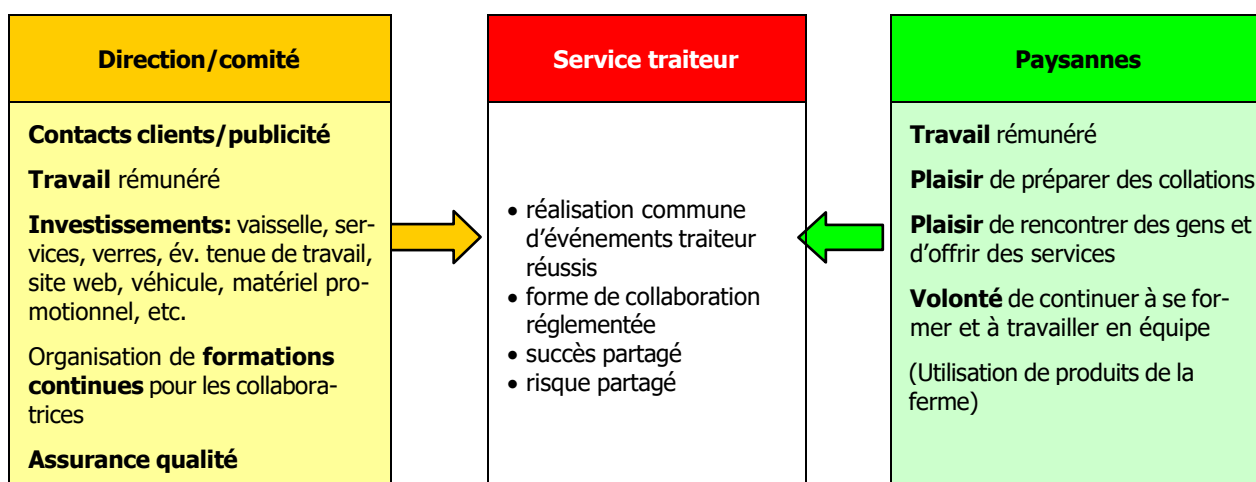 Direction/comité
Contacts clients/publicité
Travail rémunéré
Investissements: vaisselle, ser-
vices, verres, év. tenue de travail,
site web, véhicule, matériel pro-
motionnel, etc.
Organisation de formations
continues pour les collabora-
trices
Assurance qualité
Service traiteur
• réalisation commune
d'événements traiteur
réussis
• forme de collaboration
réglementée
• succès partagé
• risque partagé
Paysannes
Travail rémunéré
Plaisir de préparer des collations
Plaisir de rencontrer des gens et
d'offrir des services
Volonté de continuer à se for-
mer et à travailler en équipe
(Utilisation de produits de la
ferme)